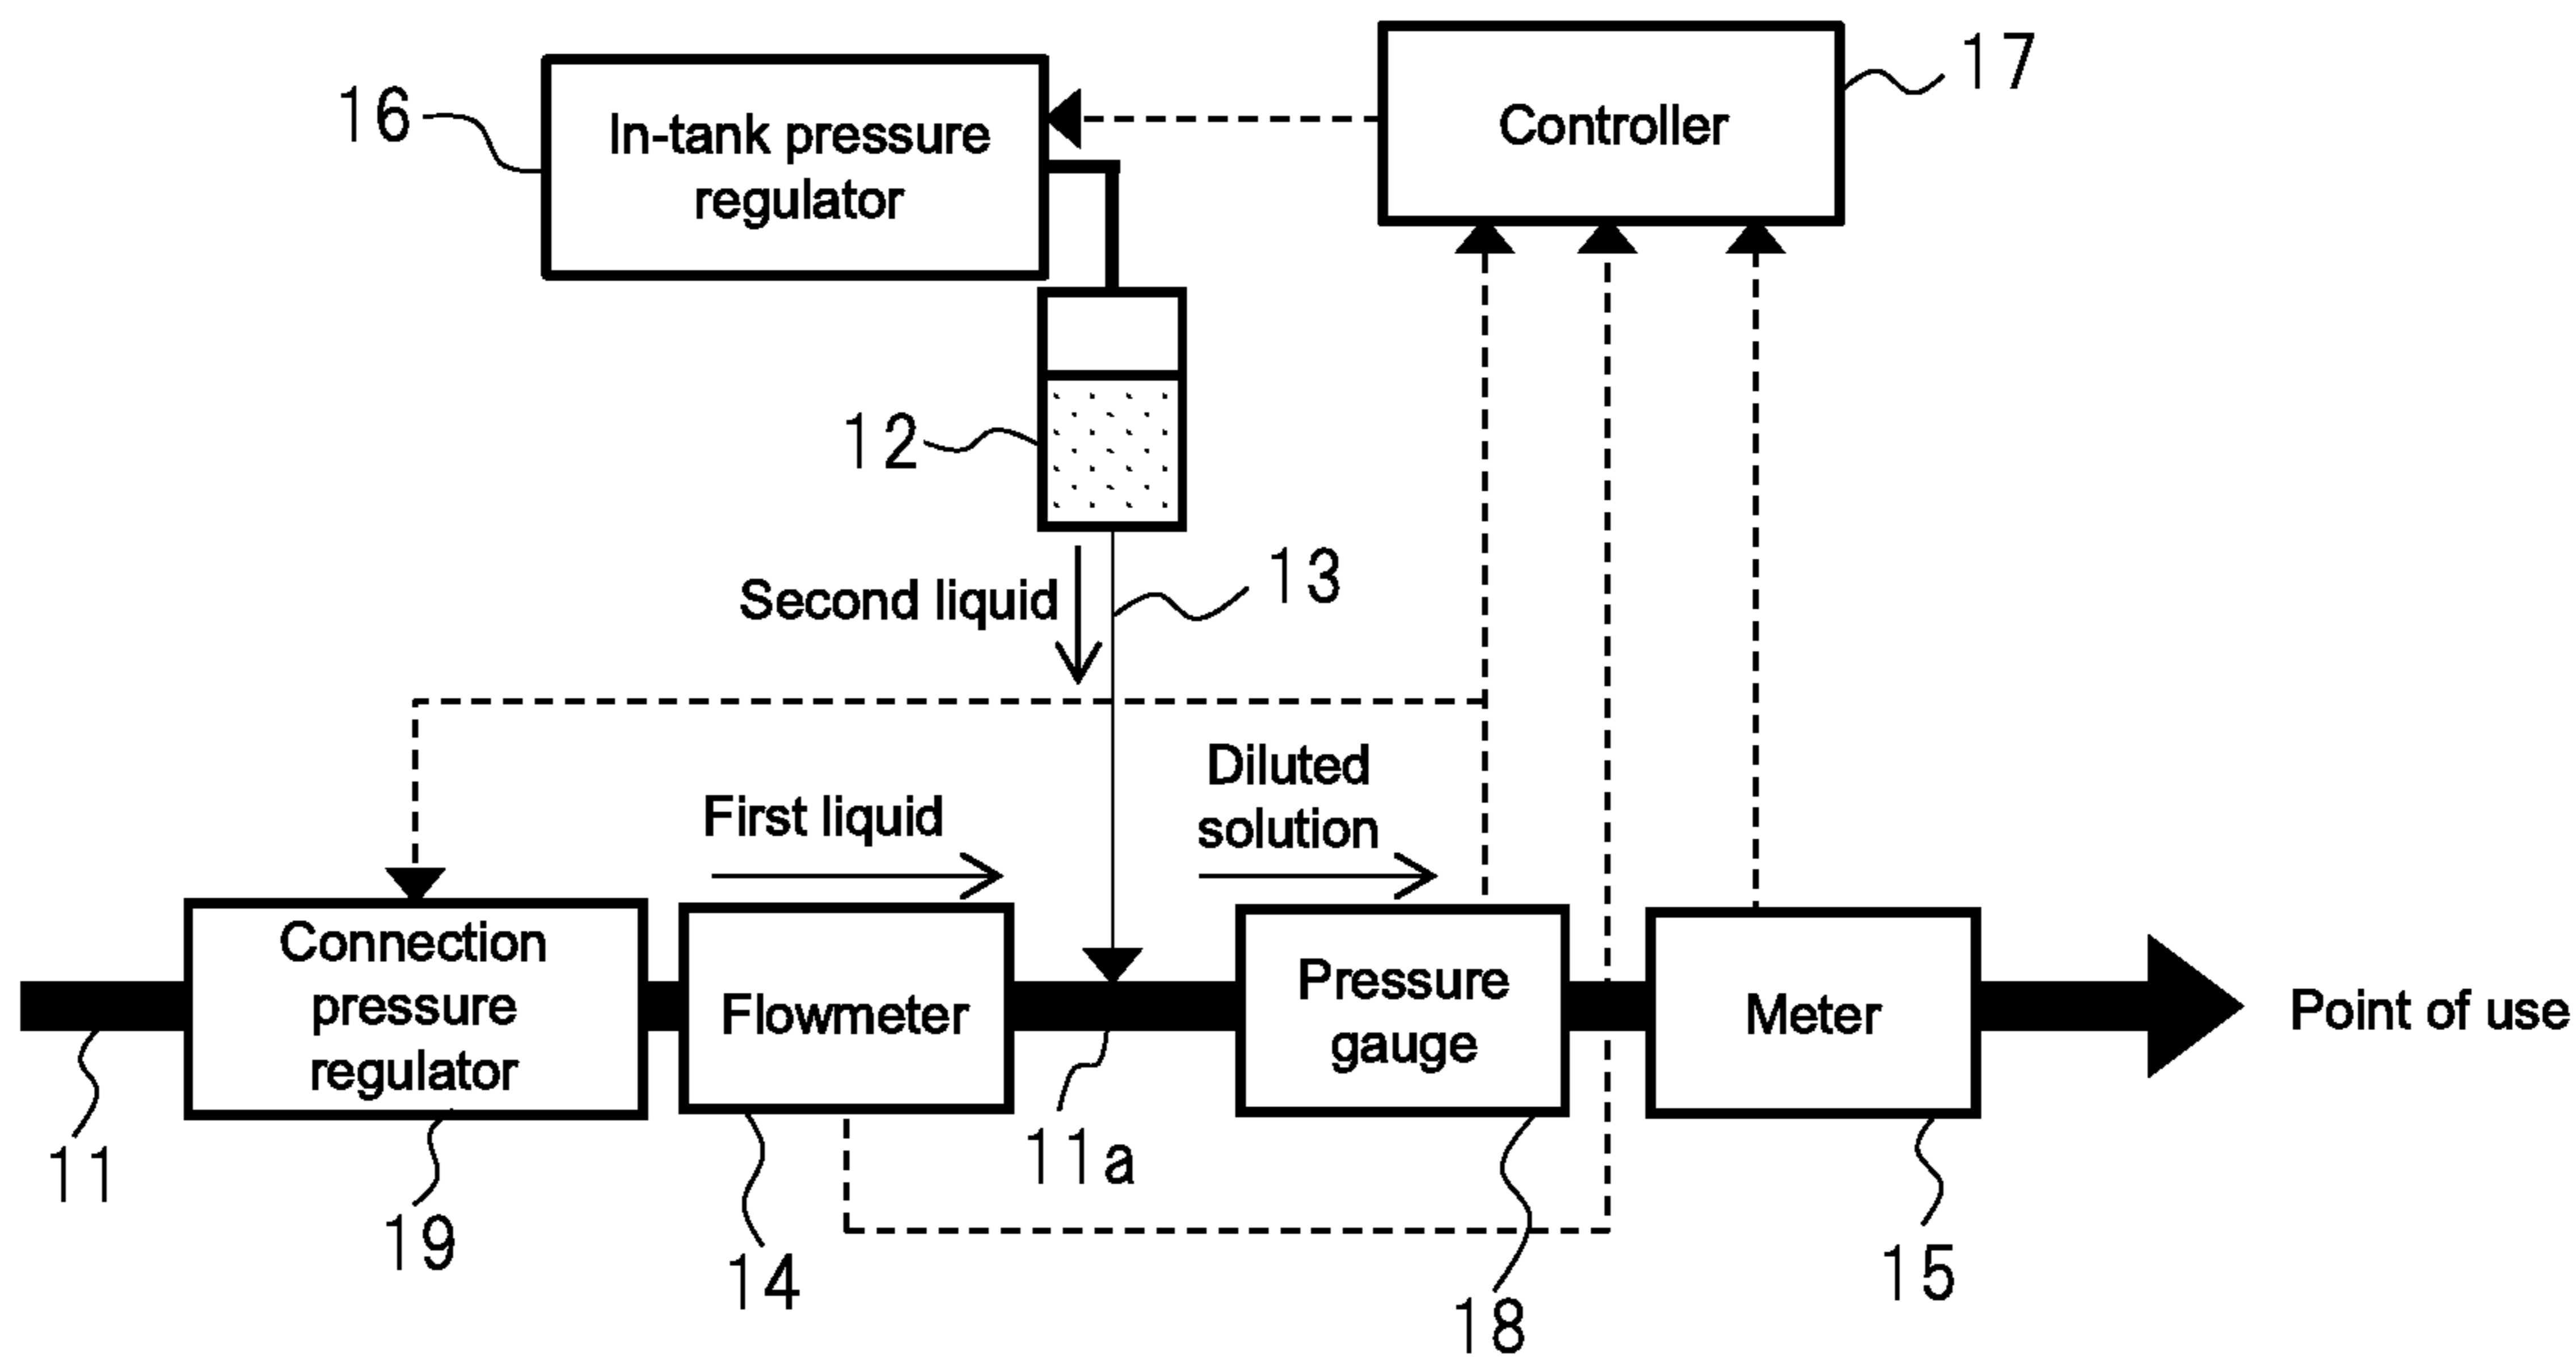 16
In-tank pressure
regulator
Controller
17
12
Second liquid
13
First liquid
Diluted
solution
Connection
pressure
regulator
Flowmeter
Pressure
gauge
Meter
Point of use
11
19
14
11a
18
15